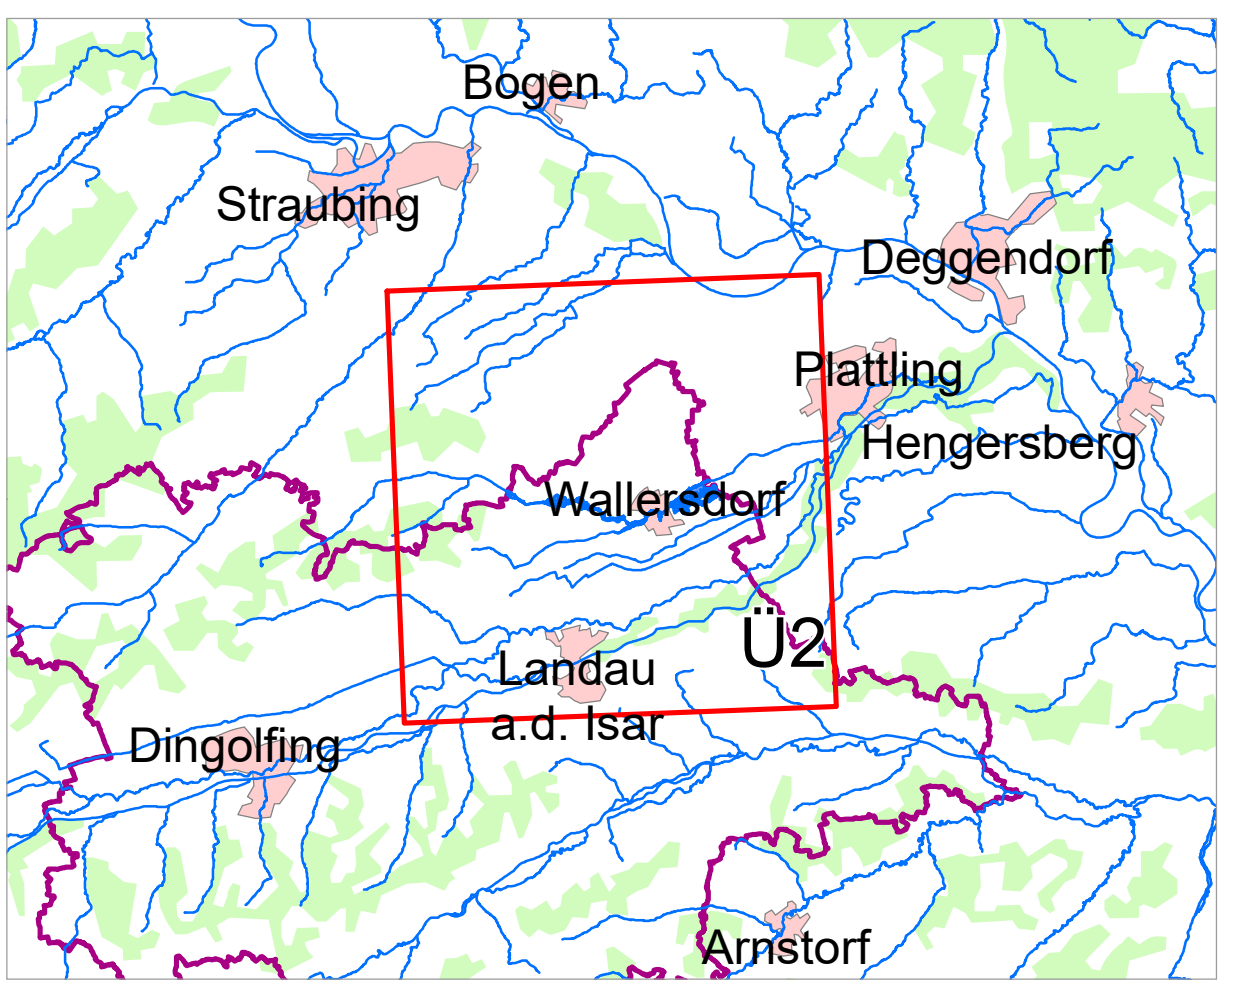 Bogen
Straubing
Deggendorf
Plattling
Hengersberg
Wallersdorf
Ü2
Landau
a.d. Isar
Dingolfing
Arnstorf